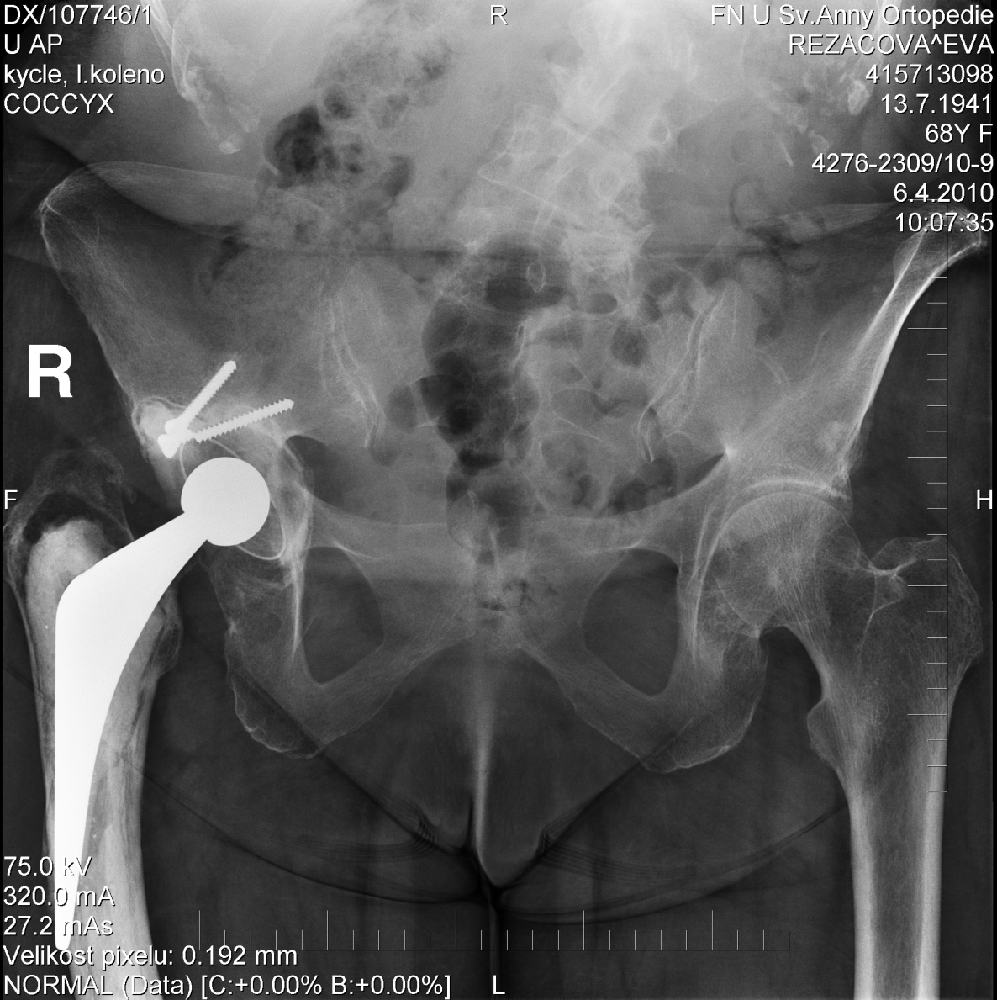 DX/107746/1
U AP
kycle, l.koleno
COCCYX
R
FN U Sv.Anny Ortopedie
REZACOVA^EVA
415713098
13.7.1941
68Y F
4276-2309/10-9
6.4.2010
10:07:35
R
F
H
75.0 kV
320.0 mA
27.2 mAs
Velikost pixelu: 0.192 mm
NORMAL (Data) [C:+0.00% B:+0.00%]
L